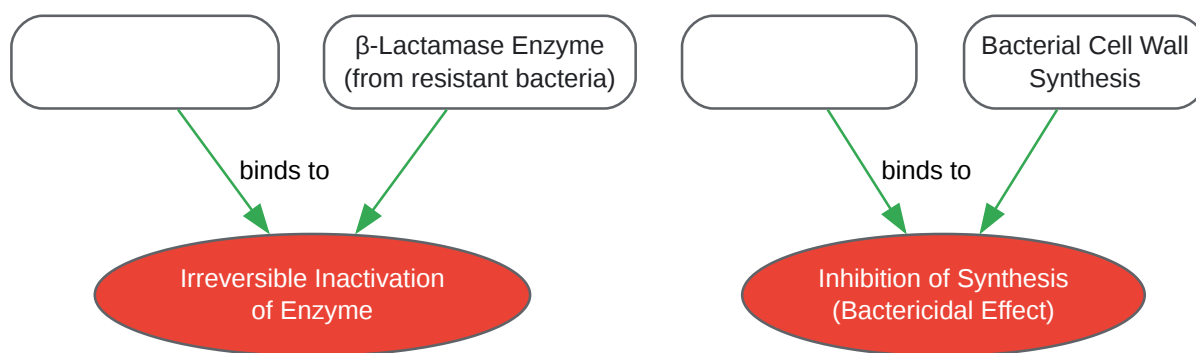 β-Lactamase Enzyme
(from resistant bacteria)
Bacterial Cell Wall
Synthesis
binds to
binds to
Irreversible Inactivation
of Enzyme
Inhibition of Synthesis
(Bactericidal Effect)